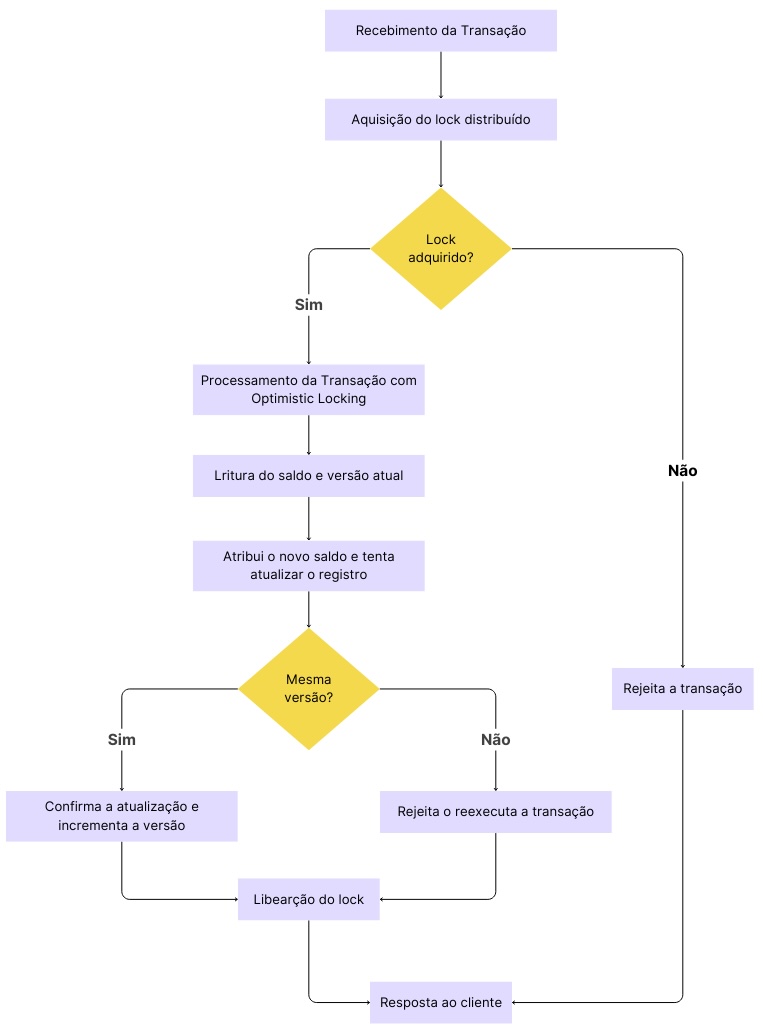 Recebimento da Transação
Aquisição do lock distribuído
Lock
adquirido?
Sim
Processamento da Transação com
Optimistic Locking
Lritura do saldo e versão atual
Não
Atribui o novo saldo e tenta
atualizar o registro
Mesma
versão?
Rejeita a transação
Sim
Não
Confirma a atualização e
incrementa a versão
Rejeita o reexecuta a transação
Libearção do lock
Resposta ao cliente